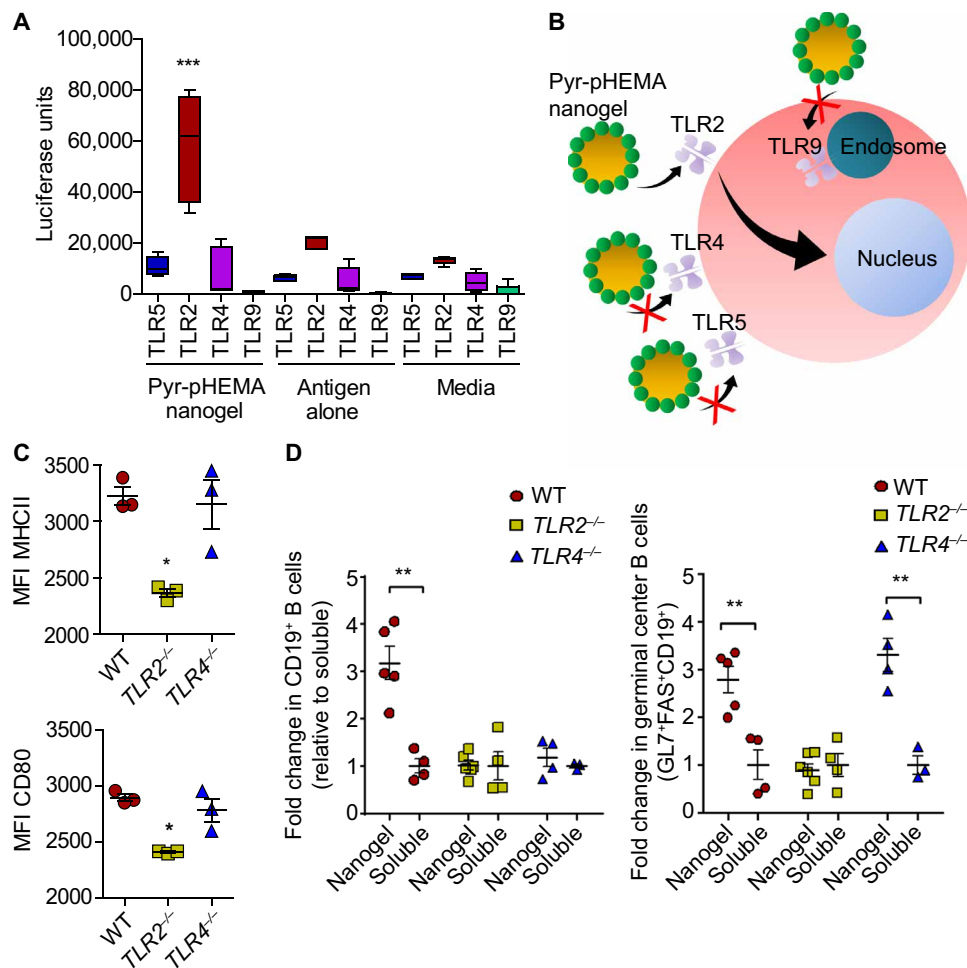 A
Luciferase units
100,000
80,000
60,000
40,000
20,000
0
***
TLR5
TLR2
TLR4
TLR9
TLR5
TLR2
TLR4
TLR9
TLR5
TLR2
TLR4
TLR9
Pyr-pHEMA
nanogel
Antigen
alone
Media
B
Pyr-pHEMA
nanogel
TLR2
TLR9
Endosome
TLR4
Nucleus
TLR5
C
MFI MHCII
3500
3000
2500
2000
*
WT
TLR2–/–
TLR4–/–
MFI CD80
3500
3000
2500
2000
*
WT
TLR2–/–
TLR4–/–
D
WT
TLR2–/–
TLR4–/–
Fold change in CD19+ B cells
(relative to soluble)
5
4
3
2
1
0
**
Nanogel
Soluble
Nanogel
Soluble
Nanogel
Soluble
WT
TLR2–/–
TLR4–/–
Fold change in germinal center B cells
(GL7+FAS+CD19+)
5
4
3
2
1
0
**
**
Nanogel
Soluble
Nanogel
Soluble
Nanogel
Soluble